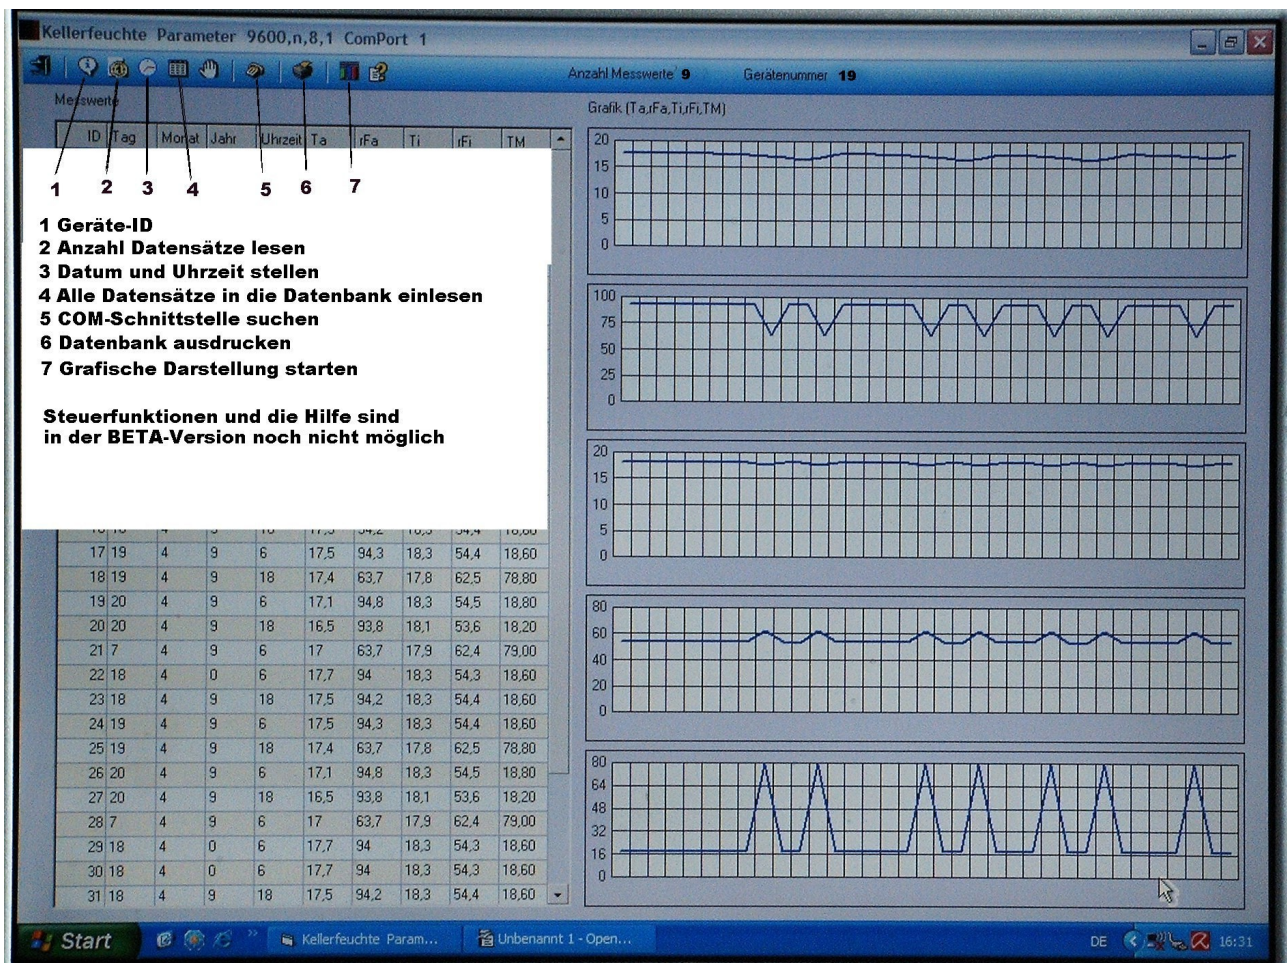 Kellerfeuchte Parameter 9600,n,8,1 ComPort 1
Anzahl Messwerte 9 Gerätenummer 19
Messwerte
Grafik (Ta,rFa,Ti,rFi,TM)
ID Tag Monat Jahr Uhrzeit Ta rFa Ti rFi TM
1 2 3 4 5 6 7
1 Geräte-ID
2 Anzahl Datensätze lesen
3 Datum und Uhrzeit stellen
4 Alle Datensätze in die Datenbank einlesen
5 COM-Schnittstelle suchen
6 Datenbank ausdrucken
7 Grafische Darstellung starten
Steuerfunktionen und die Hilfe sind
in der BETA-Version noch nicht möglich
17 19 4 9 6 17,5 94,3 18,3 54,4 18,60
18 19 4 9 18 17,4 63,7 17,8 62,5 78,80
19 20 4 9 6 17,1 94,8 18,3 54,5 18,80
20 20 4 9 18 16,5 93,8 18,1 53,6 18,20
21 7 4 9 6 17 63,7 17,9 62,4 79,00
22 18 4 0 6 17,7 94 18,3 54,3 18,60
23 18 4 9 18 17,5 94,2 18,3 54,4 18,60
24 19 4 9 6 17,5 94,3 18,3 54,4 18,60
25 19 4 9 18 17,4 63,7 17,8 62,5 78,80
26 20 4 9 6 17,1 94,8 18,3 54,5 18,80
27 20 4 9 18 16,5 93,8 18,1 53,6 18,20
28 7 4 9 6 17 63,7 17,9 62,4 79,00
29 18 4 0 6 17,7 94 18,3 54,3 18,60
30 18 4 0 6 17,7 94 18,3 54,3 18,60
31 18 4 9 18 17,5 94,2 18,3 54,4 18,60
20
15
10
5
0
100
75
50
25
0
20
15
10
5
0
80
60
40
20
0
80
64
48
32
16
0
Start
Kellerfeuchte Param...
Unbenannt 1 - Open...
DE
16:31